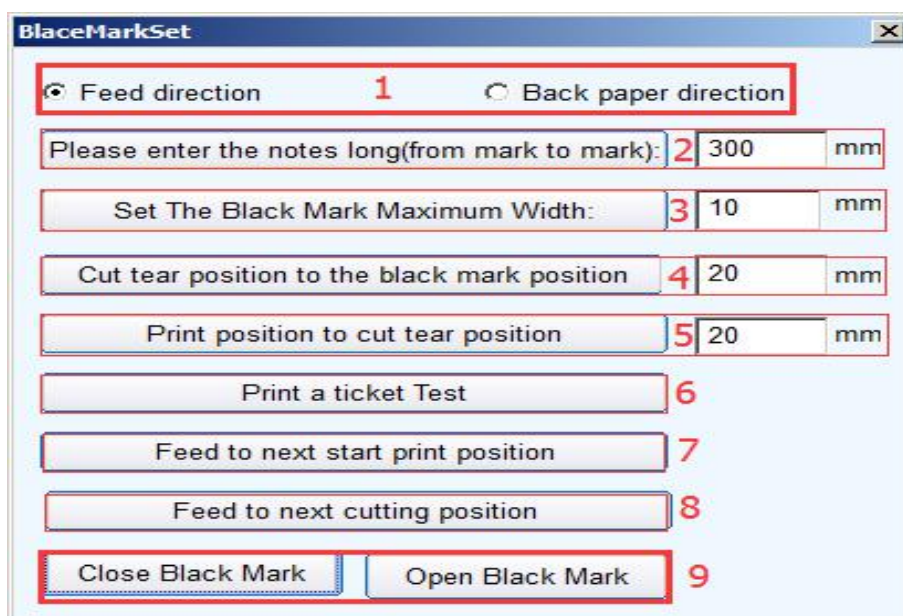 BlaceMarkSet
Feed direction 1 Back paper direction
Please enter the notes long(from mark to mark): 2 300 mm
Set The Black Mark Maximum Width: 3 10 mm
Cut tear position to the black mark position 4 20 mm
Print position to cut tear position 5 20 mm
Print a ticket Test 6
Feed to next start print position 7
Feed to next cutting position 8
Close Black Mark Open Black Mark 9